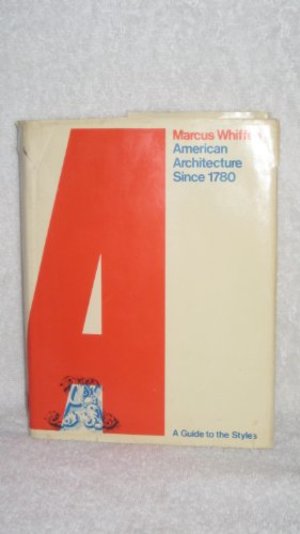 A
Marcus Whiffen
American
Architecture
Since 1780
A
A Guide to the Styles